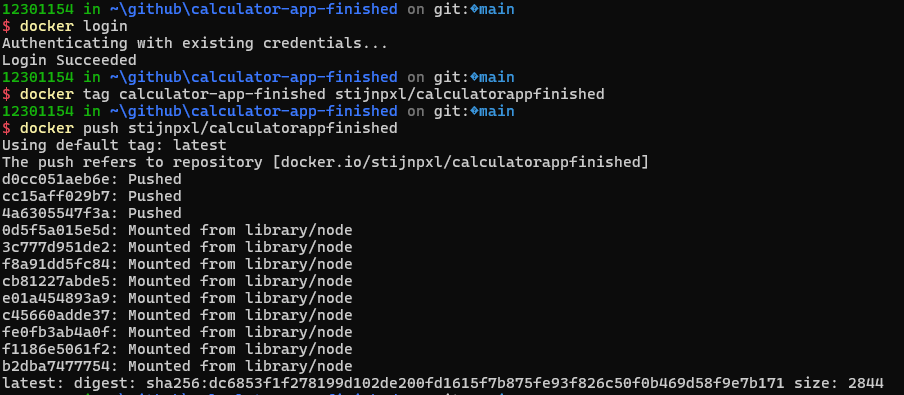 12301154 in ~\github\calculator-app-finished on git:�main
$ docker login
Authenticating with existing credentials...
Login Succeeded
12301154 in ~\github\calculator-app-finished on git:�main
$ docker tag calculator-app-finished stijnpxl/calculatorappfinished
12301154 in ~\github\calculator-app-finished on git:�main
$ docker push stijnpxl/calculatorappfinished
Using default tag: latest
The push refers to repository [docker.io/stijnpxl/calculatorappfinished]
d0cc051aeb6e: Pushed
cc15aff029b7: Pushed
4a6305547f3a: Pushed
0d5f5a015e5d: Mounted from library/node
3c777d951de2: Mounted from library/node
f8a91dd5fc84: Mounted from library/node
cb81227abde5: Mounted from library/node
e01a454893a9: Mounted from library/node
c45660adde37: Mounted from library/node
fe0fb3ab4a0f: Mounted from library/node
f1186e5061f2: Mounted from library/node
b2dba7477754: Mounted from library/node
latest: digest: sha256:dc6853f1f278199d102de200fd1615f7b875fe93f826c50f0b469d58f9e7b171 size: 2844